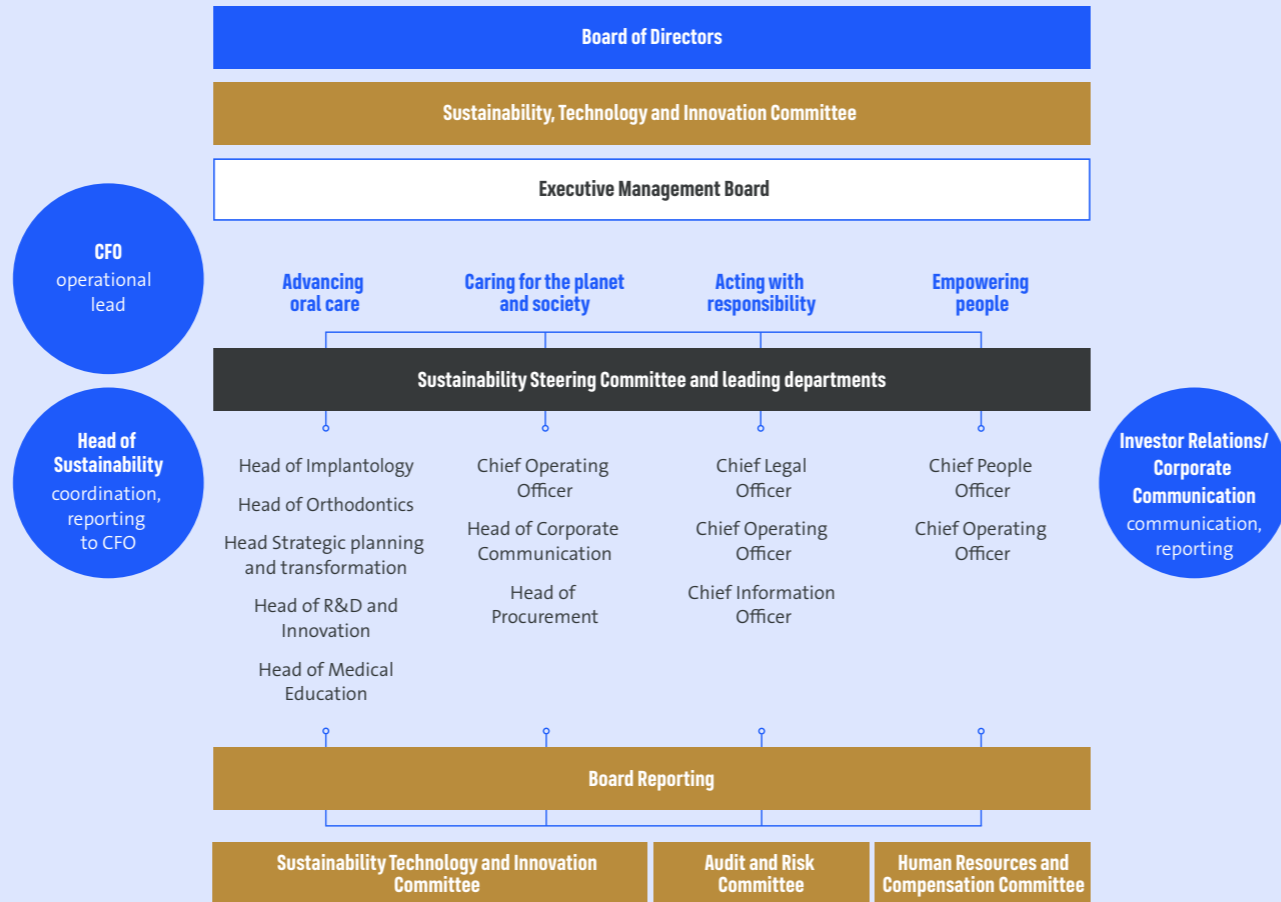 Board of Directors
Sustainability, Technology and Innovation Committee
Executive Management Board
CFO
operational
lead
Advancing
oral care
Caring for the planet
and society
Acting with
responsibility
Empowering
people
Sustainability Steering Committee and leading departments
Head of
Sustainability
coordination,
reporting
to CFO
Head of Implantology
Head of Orthodontics
Head Strategic planning
and transformation
Head of R&D and
Innovation
Head of Medical
Education
Chief Operating
Officer
Head of Corporate
Communication
Head of
Procurement
Chief Legal
Officer
Chief Operating
Officer
Chief Information
Officer
Chief People
Officer
Chief Operating
Officer
Investor Relations/
Corporate
Communication
communication,
reporting
Board Reporting
Sustainability Technology and Innovation
Committee
Audit and Risk
Committee
Human Resources and
Compensation Committee